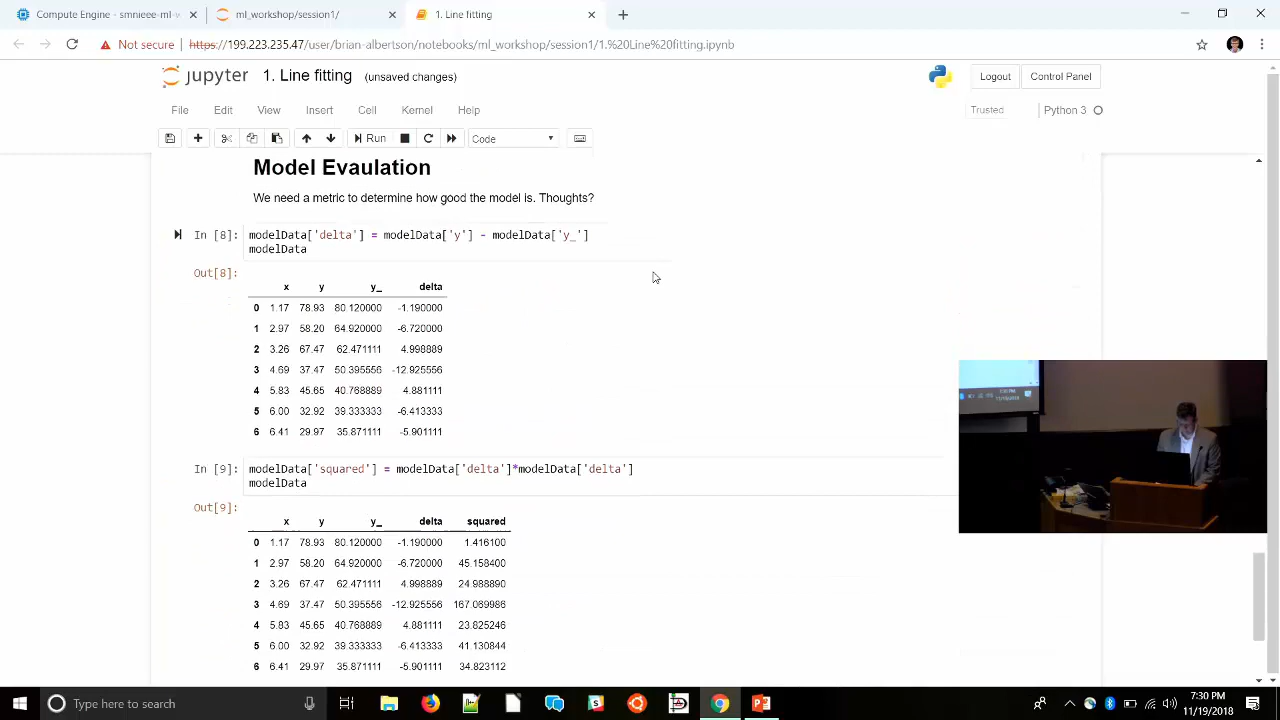 Compute Engine - smnieee-ml-v
ml_workshop/session1/
1. Line fitting
Not secure | https://199.223.235.47/user/brian-albertson/notebooks/ml_workshop/session1/1.%20Line%20fitting.ipynb
jupyter 1. Line fitting (unsaved changes)
Logout
Control Panel
File Edit View Insert Cell Kernel Help
Trusted
Python 3
Run
Code
Model Evaulation
We need a metric to determine how good the model is. Thoughts?
In [8]: modelData['delta'] = modelData['y'] - modelData['y_']
modelData
Out[8]:
x y y_ delta
0 1.17 78.93 80.120000 -1.190000
1 2.97 58.20 64.920000 -6.720000
2 3.26 67.47 62.471111 4.998889
3 4.69 37.47 50.395556 -12.925556
4 5.83 45.65 40.768889 4.881111
5 6.00 32.92 39.333333 -6.413333
6 6.41 29.97 35.871111 -5.901111
In [9]: modelData['squared'] = modelData['delta']*modelData['delta']
modelData
Out[9]:
x y y_ delta squared
0 1.17 78.93 80.120000 -1.190000 1.416100
1 2.97 58.20 64.920000 -6.720000 45.158400
2 3.26 67.47 62.471111 4.998889 24.988890
3 4.69 37.47 50.395556 -12.925556 167.069986
4 5.83 45.65 40.768889 4.881111 23.825246
5 6.00 32.92 39.333333 -6.413333 41.130844
6 6.41 29.97 35.871111 -5.901111 34.823112
Type here to search
7:30 PM
11/19/2018